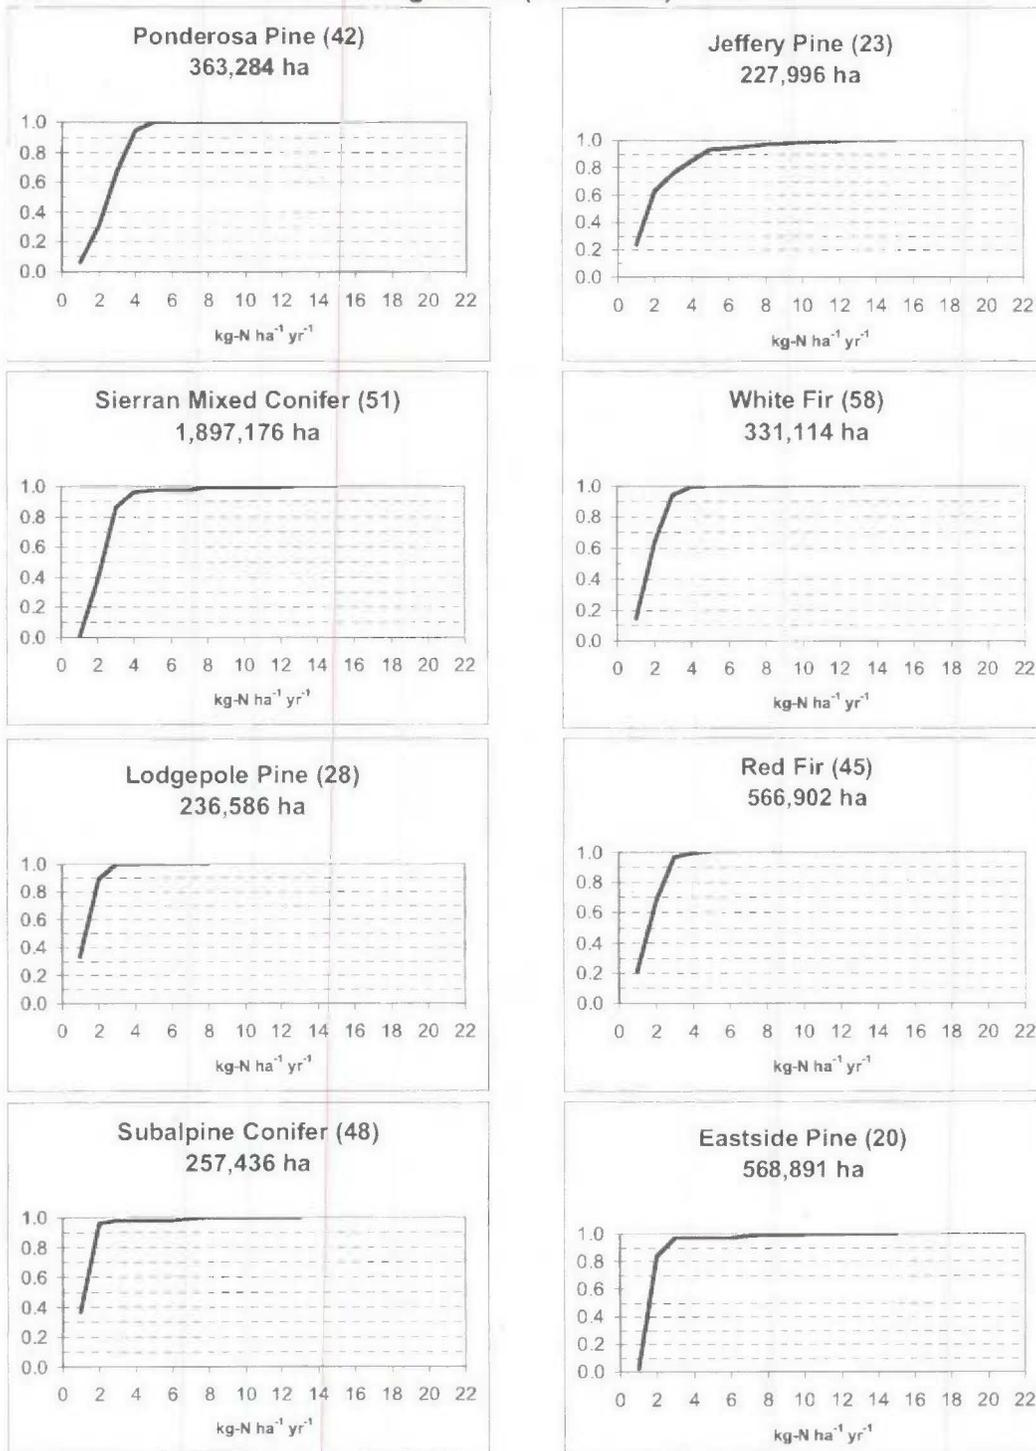 Ponderosa Pine (42)
363,284 ha
1.0
0.8
0.6
0.4
0.2
0.0
0 2 4 6 8 10 12 14 16 18 20 22
kg-N ha⁻¹ yr⁻¹
Jeffery Pine (23)
227,996 ha
1.0
0.8
0.6
0.4
0.2
0.0
0 2 4 6 8 10 12 14 16 18 20 22
kg-N ha⁻¹ yr⁻¹
Sierran Mixed Conifer (51)
1,897,176 ha
1.0
0.8
0.6
0.4
0.2
0.0
0 2 4 6 8 10 12 14 16 18 20 22
kg-N ha⁻¹ yr⁻¹
White Fir (58)
331,114 ha
1.0
0.8
0.6
0.4
0.2
0.0
0 2 4 6 8 10 12 14 16 18 20 22
kg-N ha⁻¹ yr⁻¹
Lodgepole Pine (28)
236,586 ha
1.0
0.8
0.6
0.4
0.2
0.0
0 2 4 6 8 10 12 14 16 18 20 22
kg-N ha⁻¹ yr⁻¹
Red Fir (45)
566,902 ha
1.0
0.8
0.6
0.4
0.2
0.0
0 2 4 6 8 10 12 14 16 18 20 22
kg-N ha⁻¹ yr⁻¹
Subalpine Conifer (48)
257,436 ha
1.0
0.8
0.6
0.4
0.2
0.0
0 2 4 6 8 10 12 14 16 18 20 22
kg-N ha⁻¹ yr⁻¹
Eastside Pine (20)
568,891 ha
1.0
0.8
0.6
0.4
0.2
0.0
0 2 4 6 8 10 12 14 16 18 20 22
kg-N ha⁻¹ yr⁻¹